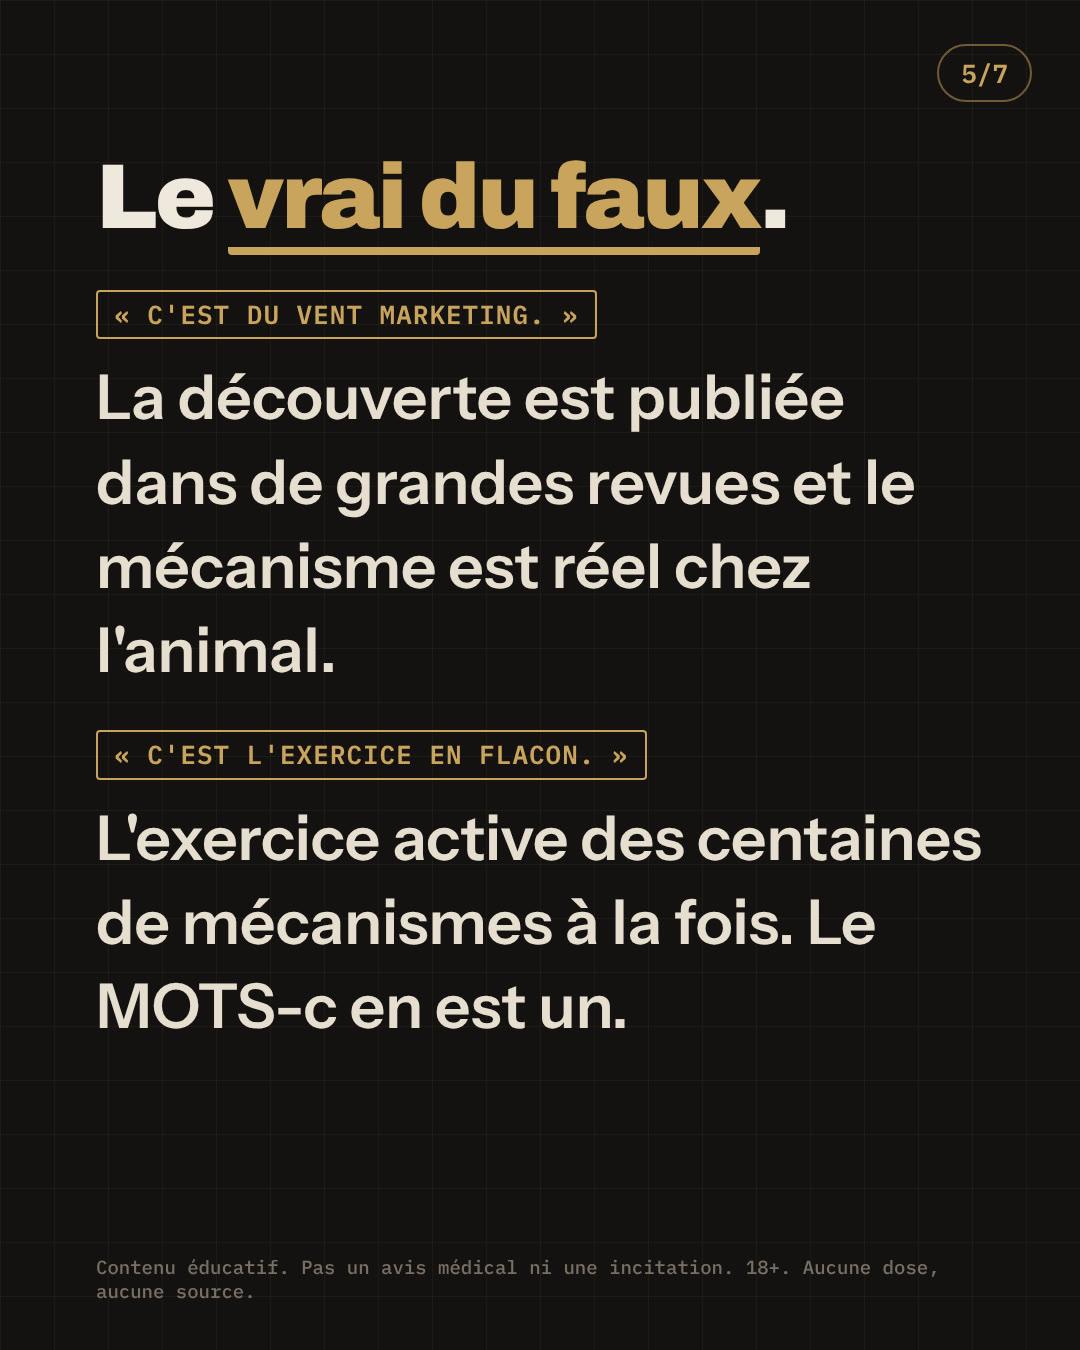 5/7
Le vrai du faux.
« C'EST DU VENT MARKETING. »
La découverte est publiée
dans de grandes revues et le
mécanisme est réel chez
l'animal.
« C'EST L'EXERCICE EN FLACON. »
L'exercice active des centaines
de mécanismes à la fois. Le
MOTS-c en est un.
Contenu éducatif. Pas un avis médical ni une incitation. 18+. Aucune dose,
aucune source.